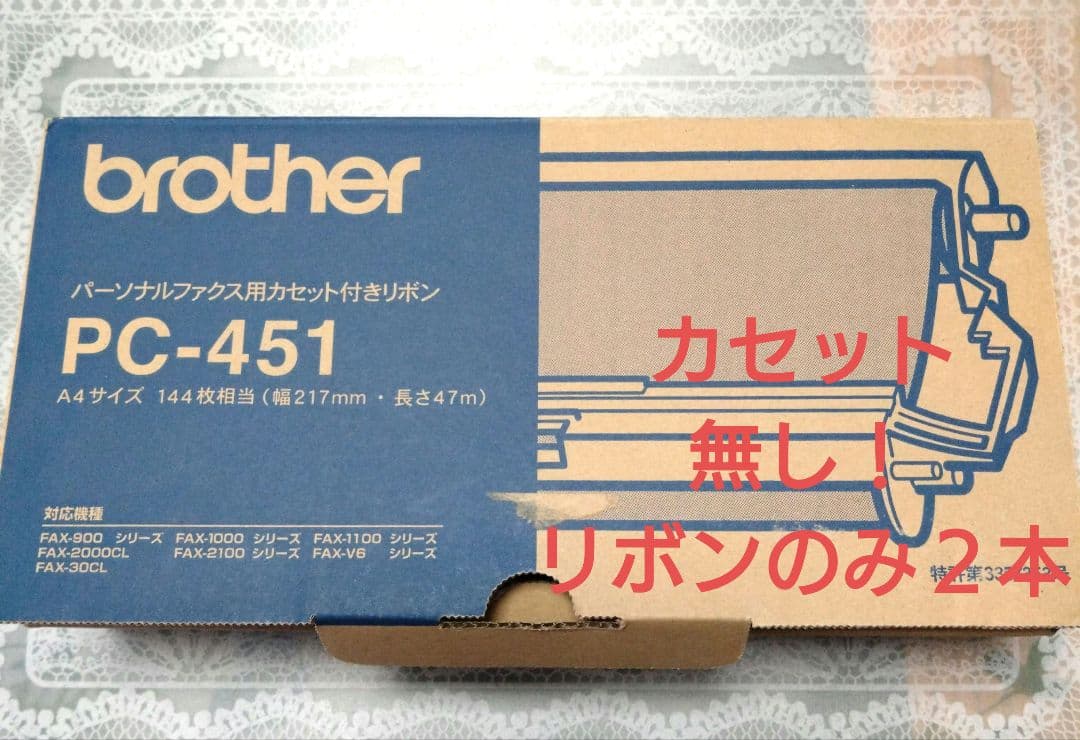 brother
パーソナルファクス用カセット付きリボン
PC-451
A4サイズ 144枚相当(幅217mm・長さ47m)
対応機種
FAX-900 シリーズ FAX-1000 シリーズ FAX-1100 シリーズ
FAX-2000CL FAX-2100 シリーズ FAX-V6 シリーズ
FAX-30CL
カセット
無し!
リボンのみ2本
特許第